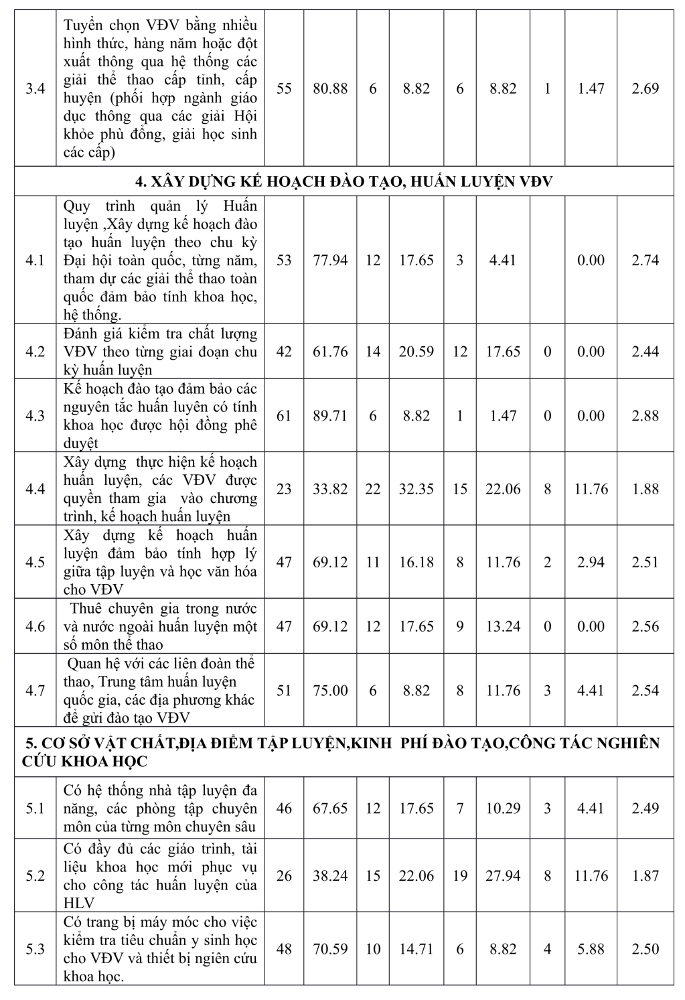 Tuyển chọn VĐV bằng nhiều
hình thức, hàng năm hoặc đột
xuất thông qua hệ thống các
giải thể thao cấp tỉnh, cấp
3.4 huyện (phối hợp ngành giáo 55 80.88 6 8.82 6 8.82 1 1.47 2.69
dục thông qua các giải Hội
khỏe phù đổng, giải học sinh
các cấp)
4. XÂY DỰNG KẾ HOẠCH ĐÀO TẠO, HUẤN LUYỆN VĐV
Quy trình quản lý Huấn
luyện ,Xây dựng kế hoạch đào
tạo huấn luyện theo chu kỳ
4.1 Đại hội toàn quốc, từng năm, 53 77.94 12 17.65 3 4.41 0.00 2.74
tham dự các giải thể thao toàn
quốc đảm bảo tính khoa học,
hệ thống.
Đánh giá kiểm tra chất lượng
4.2 VĐV theo từng giai đoạn chu 42 61.76 14 20.59 12 17.65 0 0.00 2.44
kỳ huấn luyện
Kế hoạch đào tạo đảm bảo các
nguyên tắc huấn luyên có tính
4.3 khoa học được hội đồng phê 61 89.71 6 8.82 1 1.47 0 0.00 2.88
duyệt
Xây dựng thực hiện kế hoạch
huấn luyện, các VĐV được
4.4 quyền tham gia vào chương 23 33.82 22 32.35 15 22.06 8 11.76 1.88
trình, kế hoạch huấn luyện
Xây dựng kế hoạch huấn
luyện đảm bảo tính hợp lý
4.5 giữa tập luyện và học văn hóa 47 69.12 11 16.18 8 11.76 2 2.94 2.51
cho VĐV
Thuê chuyên gia trong nước
4.6 và nước ngoài huấn luyện một 47 69.12 12 17.65 9 13.24 0 0.00 2.56
số môn thể thao
Quan hệ với các liên đoàn thể
thao, Trung tâm huấn luyện
4.7 quốc gia, các địa phương khác 51 75.00 6 8.82 8 11.76 3 4.41 2.54
để gửi đào tạo VĐV
5. CƠ SỞ VẬT CHẤT,ĐỊA ĐIỂM TẬP LUYỆN,KINH PHÍ ĐÀO TẠO,CÔNG TÁC NGHIÊN
CỨU KHOA HỌC
Có hệ thống nhà tập luyện đa
5.1 năng, các phòng tập chuyên 46 67.65 12 17.65 7 10.29 3 4.41 2.49
môn của từng môn chuyên sâu
Có đầy đủ các giáo trình, tài
liệu khoa học mới phục vụ
5.2 cho công tác huấn luyện của 26 38.24 15 22.06 19 27.94 8 11.76 1.87
HLV
Có trang bị máy móc cho việc
kiểm tra tiêu chuẩn y sinh học
5.3 cho VĐV và thiết bị ngiên cứu 48 70.59 10 14.71 6 8.82 4 5.88 2.50
khoa học.